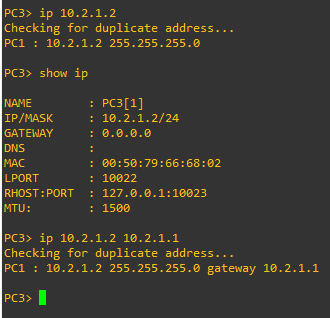 PC3> ip 10.2.1.2
Checking for duplicate address...
PC1 : 10.2.1.2 255.255.255.0
PC3> show ip
NAME        : PC3[1]
IP/MASK     : 10.2.1.2/24
GATEWAY     : 0.0.0.0
DNS         :
MAC         : 00:50:79:66:68:02
LPORT       : 10022
RHOST:PORT  : 127.0.0.1:10023
MTU:        : 1500
PC3> ip 10.2.1.2 10.2.1.1
Checking for duplicate address...
PC1 : 10.2.1.2 255.255.255.0 gateway 10.2.1.1
PC3>